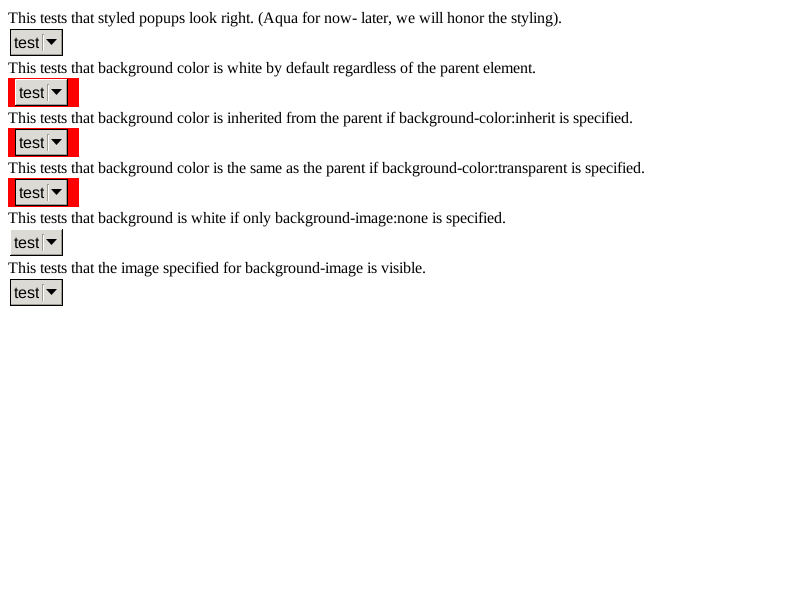 This tests that styled popups look right. (Aqua for now- later, we will honor the styling).
test
This tests that background color is white by default regardless of the parent element.
test
This tests that background color is inherited from the parent if background-color:inherit is specified.
test
This tests that background color is the same as the parent if background-color:transparent is specified.
test
This tests that background is white if only background-image:none is specified.
test
This tests that the image specified for background-image is visible.
test